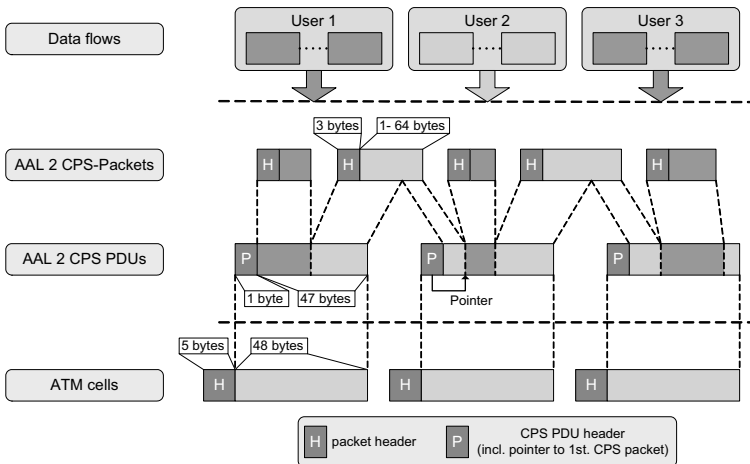 User 1
User 2
User 3
Data flows
3 bytes
1- 64 bytes
AAL 2 CPS-Packets
H
H
H
H
H
AAL 2 CPS PDUs
P
P
P
1 byte
47 bytes
Pointer
5 bytes
48 bytes
ATM cells
H
H
H
H
packet header
P
CPS PDU header
(incl. pointer to 1st. CPS packet)